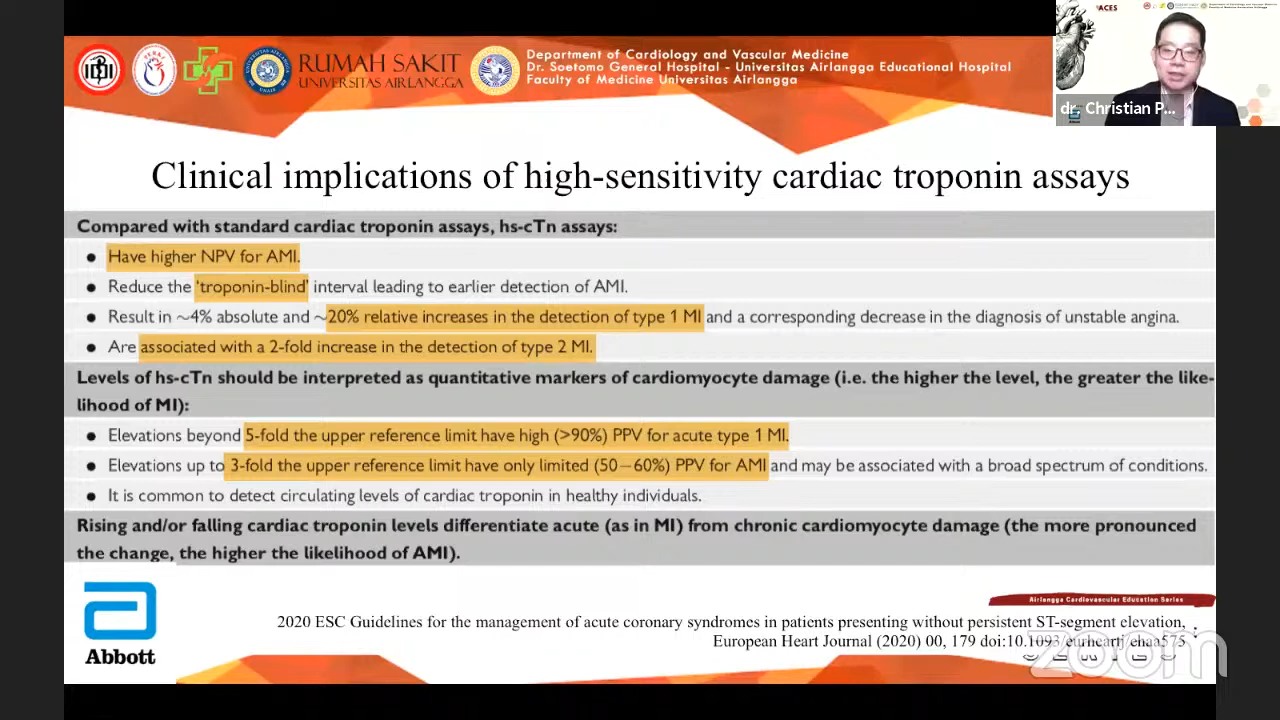 ACES
dr. Christian P...
RUMAH SAKIT
UNIVERSITAS AIRLANGGA
Department of Cardiology and Vascular Medicine
Dr. Soetomo General Hospital - Universitas Airlangga Educational Hospital
Faculty of Medicine Universitas Airlangga
Clinical implications of high-sensitivity cardiac troponin assays
Compared with standard cardiac troponin assays, hs-cTn assays:
● Have higher NPV for AMI.
● Reduce the ‘troponin-blind’ interval leading to earlier detection of AMI.
● Result in ~4% absolute and ~20% relative increases in the detection of type 1 MI and a corresponding decrease in the diagnosis of unstable angina.
● Are associated with a 2-fold increase in the detection of type 2 MI.
Levels of hs-cTn should be interpreted as quantitative markers of cardiomyocyte damage (i.e. the higher the level, the greater the like-
lihood of MI):
● Elevations beyond 5-fold the upper reference limit have high (>90%) PPV for acute type 1 MI.
● Elevations up to 3-fold the upper reference limit have only limited (50–60%) PPV for AMI and may be associated with a broad spectrum of conditions.
● It is common to detect circulating levels of cardiac troponin in healthy individuals.
Rising and/or falling cardiac troponin levels differentiate acute (as in MI) from chronic cardiomyocyte damage (the more pronounced
the change, the higher the likelihood of AMI).
Abbott
Airlangga Cardiovascular Education Series
2020 ESC Guidelines for the management of acute coronary syndromes in patients presenting without persistent ST-segment elevation,
European Heart Journal (2020) 00, 179 doi:10.1093/eurheartj/ehaa575
zoom